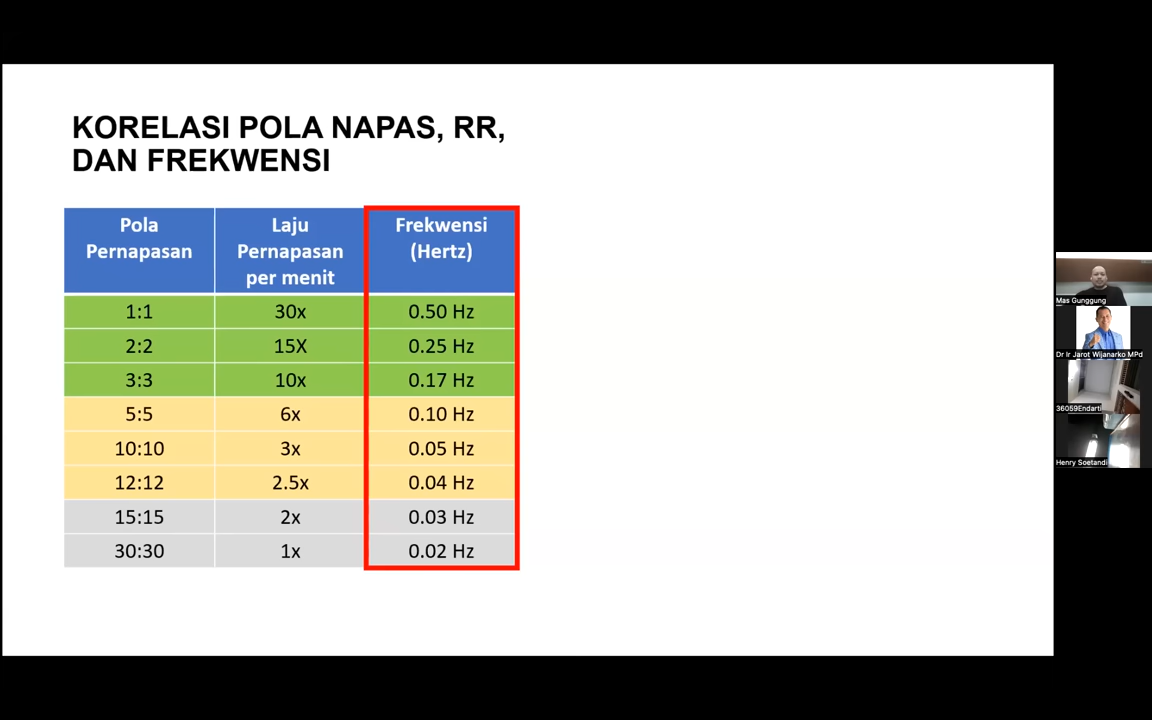 KORELASI POLA NAPAS, RR,
DAN FREKWENSI
Pola
Pernapasan
Laju
Pernapasan
per menit
Frekwensi
(Hertz)
1:1 30x 0.50 Hz
2:2 15X 0.25 Hz
3:3 10x 0.17 Hz
5:5 6x 0.10 Hz
10:10 3x 0.05 Hz
12:12 2.5x 0.04 Hz
15:15 2x 0.03 Hz
30:30 1x 0.02 Hz
Mas Gunggung
Dr Ir Jarot Wijanarko MPd
36059Endarti
Henry Soetandi